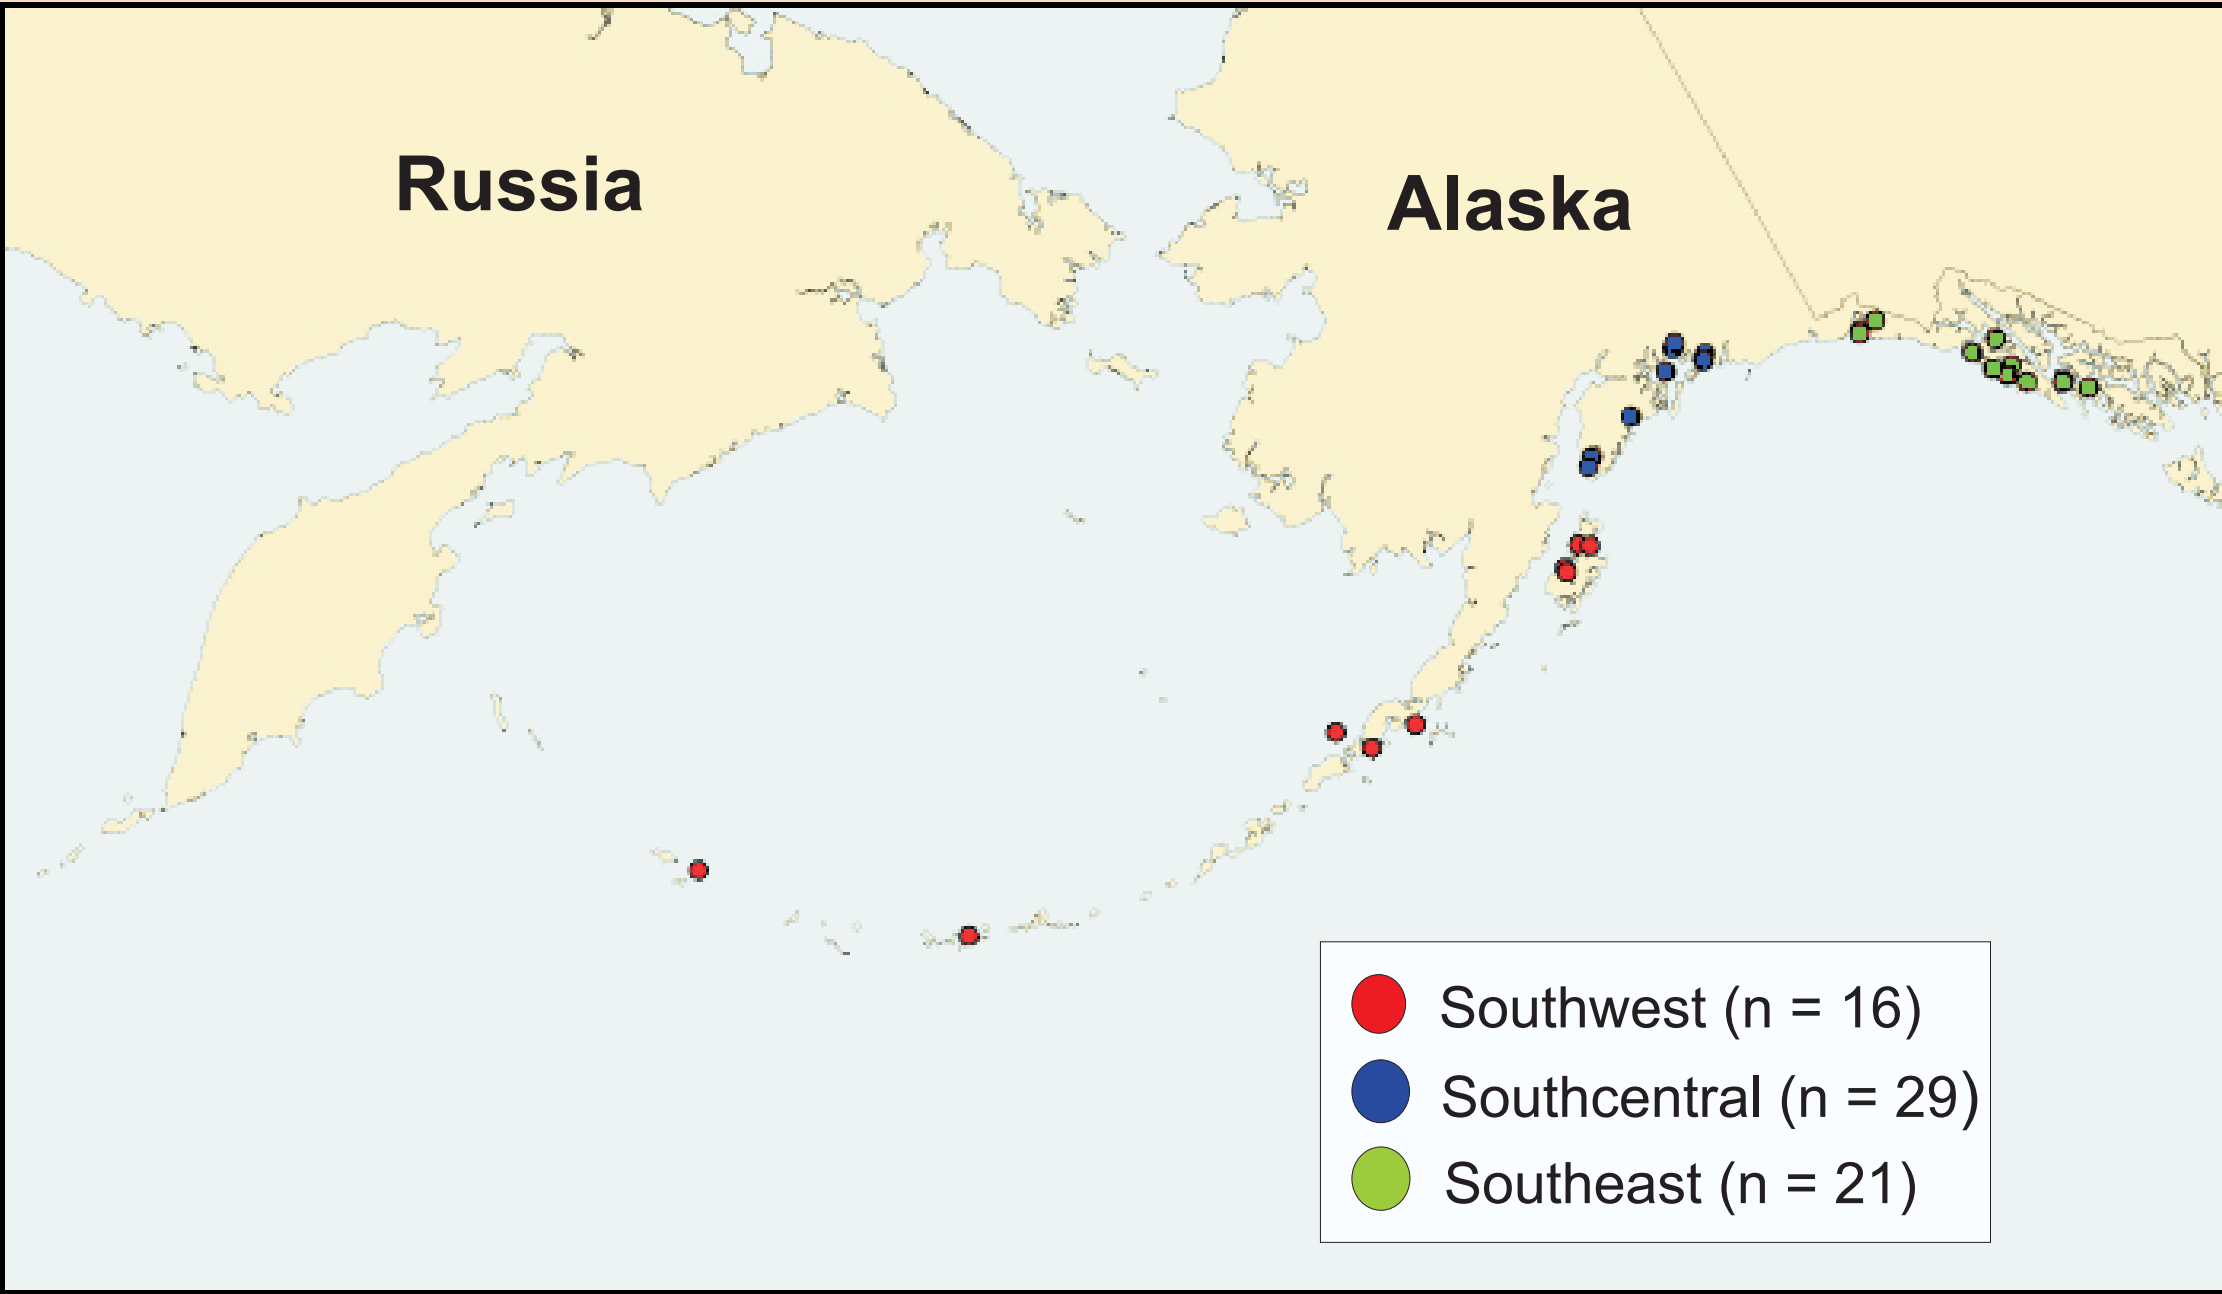 Russia
Alaska
Southwest (n = 16)
Southcentral (n = 29)
Southeast (n = 21)